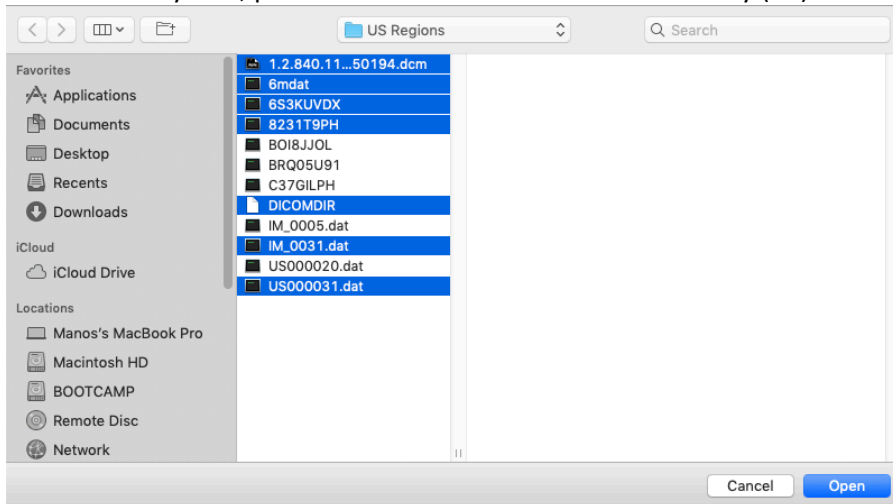 US Regions
Search
Favorites
Applications
Documents
Desktop
Recents
Downloads
iCloud
iCloud Drive
Locations
Manos's MacBook Pro
Macintosh HD
BOOTCAMP
Remote Disc
Network
1.2.840.11...50194.dcm
6mdat
6S3KUVDX
8231T9PH
BOI8JJOL
BRQ05U91
C37GILPH
DICOMDIR
IM_0005.dat
IM_0031.dat
US000020.dat
US000031.dat
Cancel
Open